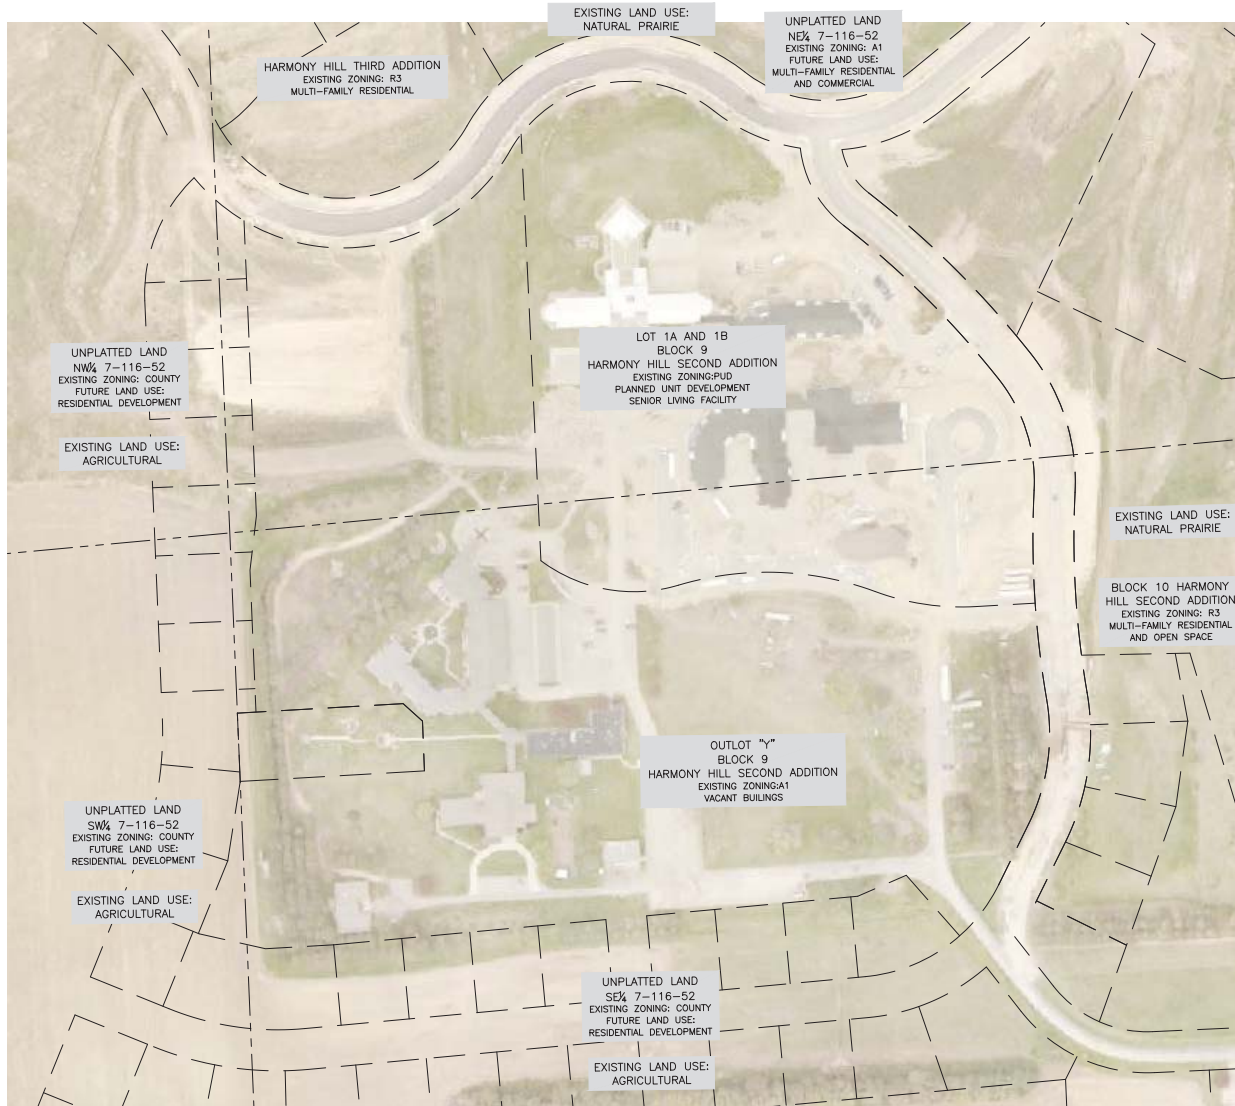 EXISTING LAND USE:
NATURAL PRAIRIE
UNPLATTED LAND
NE¼ 7-116-52
EXISTING ZONING: A1
FUTURE LAND USE:
MULTI-FAMILY RESIDENTIAL
AND COMMERCIAL
HARMONY HILL THIRD ADDITION
EXISTING ZONING: R3
MULTI-FAMILY RESIDENTIAL
LOT 1A AND 1B
BLOCK 9
HARMONY HILL SECOND ADDITION
EXISTING ZONING:PUD
PLANNED UNIT DEVELOPMENT
SENIOR LIVING FACILITY
UNPLATTED LAND
NW¼ 7-116-52
EXISTING ZONING: COUNTY
FUTURE LAND USE:
RESIDENTIAL DEVELOPMENT
EXISTING LAND USE:
AGRICULTURAL
EXISTING LAND USE:
NATURAL PRAIRIE
BLOCK 10 HARMONY
HILL SECOND ADDITION
EXISTING ZONING: R3
MULTI-FAMILY RESIDENTIAL
AND OPEN SPACE
OUTLOT "Y"
BLOCK 9
HARMONY HILL SECOND ADDITION
EXISTING ZONING:A1
VACANT BUILINGS
UNPLATTED LAND
SW¼ 7-116-52
EXISTING ZONING: COUNTY
FUTURE LAND USE:
RESIDENTIAL DEVELOPMENT
EXISTING LAND USE:
AGRICULTURAL
UNPLATTED LAND
SE¼ 7-116-52
EXISTING ZONING: COUNTY
FUTURE LAND USE:
RESIDENTIAL DEVELOPMENT
EXISTING LAND USE:
AGRICULTURAL